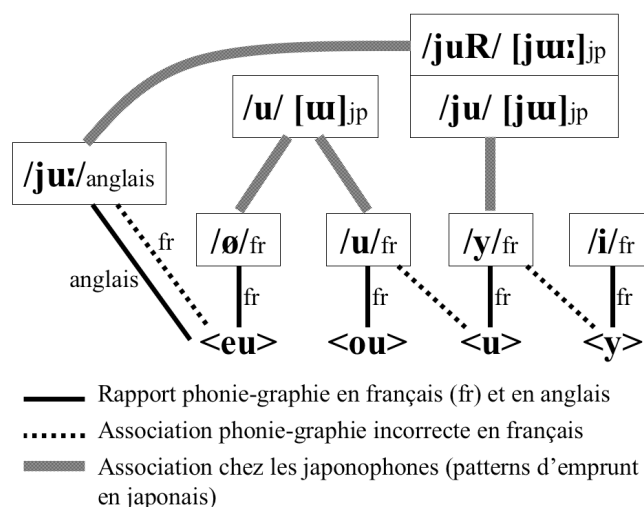 /juR/ [jɯː]jp
/u/ [ɯ]jp
/ju/ [jɯ]jp
/juː/anglais
/ø/fr
/u/fr
/y/fr
/i/fr
fr
anglais
fr
fr
fr
fr
<eu>
<ou>
<u>
<y>
Rapport phonie-graphie en français (fr) et en anglais
Association phonie-graphie incorrecte en français
Association chez les japonophones (patterns d’emprunt
en japonais)